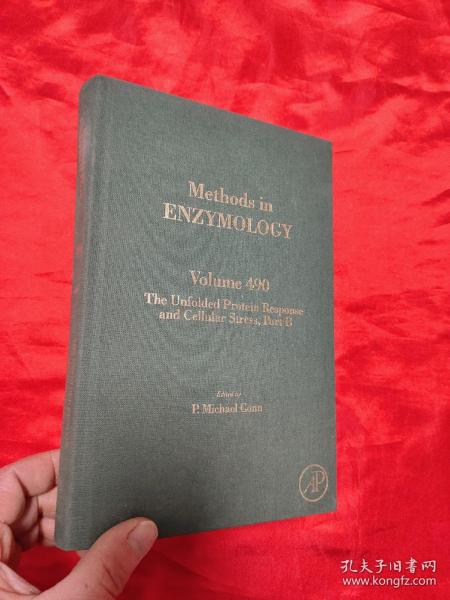 Methods in
ENZYMOLOGY
Volume 490
The Unfolded Protein Response
and Cellular Stress, Part B
Edited by
P. Michael Conn
AP
孔夫子旧书网
www.kongfz.com